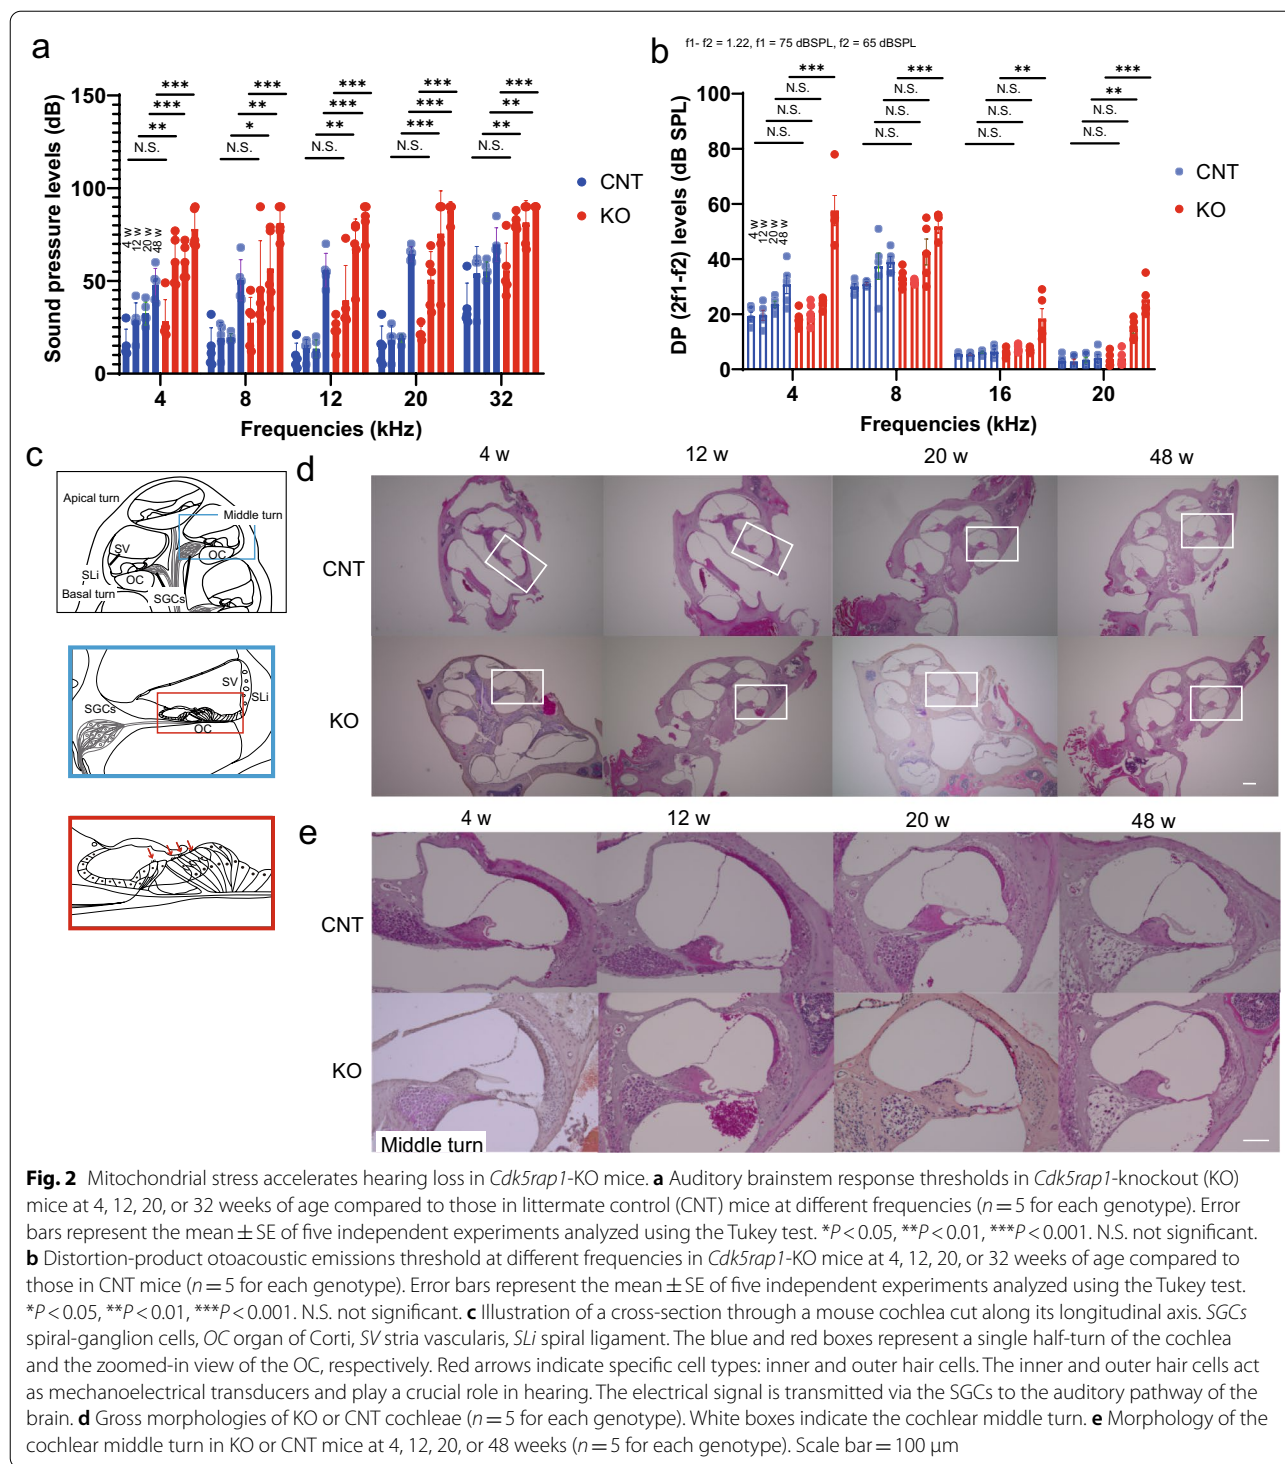 a
Sound pressure levels (dB)
150
100
50
0
*** *** *** *** ***
*** ** *** *** **
** * ** *** **
N.S. N.S. N.S. N.S. N.S.
4 w
12 w
20 w
48 w
CNT
KO
4 8 12 20 32
Frequencies (kHz)
b
f1- f2 = 1.22, f1 = 75 dBSPL, f2 = 65 dBSPL
DP (2f1-f2) levels (dB SPL)
100
80
60
40
20
0
*** *** ** ***
N.S. N.S. N.S. **
N.S. N.S. N.S. N.S.
N.S. N.S. N.S. N.S.
4 w
12 w
20 w
48 w
CNT
KO
4 8 16 20
Frequencies (kHz)
c
Apical turn
Middle turn
SV
OC
SLi
OC
Basal turn
SGCs
SV
SLi
SGCs
OC
d
4 w 12 w 20 w 48 w
CNT
KO
e
4 w 12 w 20 w 48 w
CNT
KO
Middle turn
Fig. 2 Mitochondrial stress accelerates hearing loss in Cdk5rap1-KO mice. a Auditory brainstem response thresholds in Cdk5rap1-knockout (KO)
mice at 4, 12, 20, or 32 weeks of age compared to those in littermate control (CNT) mice at different frequencies (n = 5 for each genotype). Error
bars represent the mean ± SE of five independent experiments analyzed using the Tukey test. *P < 0.05, **P < 0.01, ***P < 0.001. N.S. not significant.
b Distortion-product otoacoustic emissions threshold at different frequencies in Cdk5rap1-KO mice at 4, 12, 20, or 32 weeks of age compared to
those in CNT mice (n = 5 for each genotype). Error bars represent the mean ± SE of five independent experiments analyzed using the Tukey test.
*P < 0.05, **P < 0.01, ***P < 0.001. N.S. not significant. c Illustration of a cross-section through a mouse cochlea cut along its longitudinal axis. SGCs
spiral-ganglion cells, OC organ of Corti, SV stria vascularis, SLi spiral ligament. The blue and red boxes represent a single half-turn of the cochlea
and the zoomed-in view of the OC, respectively. Red arrows indicate specific cell types: inner and outer hair cells. The inner and outer hair cells act
as mechanoelectrical transducers and play a crucial role in hearing. The electrical signal is transmitted via the SGCs to the auditory pathway of the
brain. d Gross morphologies of KO or CNT cochleae (n = 5 for each genotype). White boxes indicate the cochlear middle turn. e Morphology of the
cochlear middle turn in KO or CNT mice at 4, 12, 20, or 48 weeks (n = 5 for each genotype). Scale bar = 100 μm